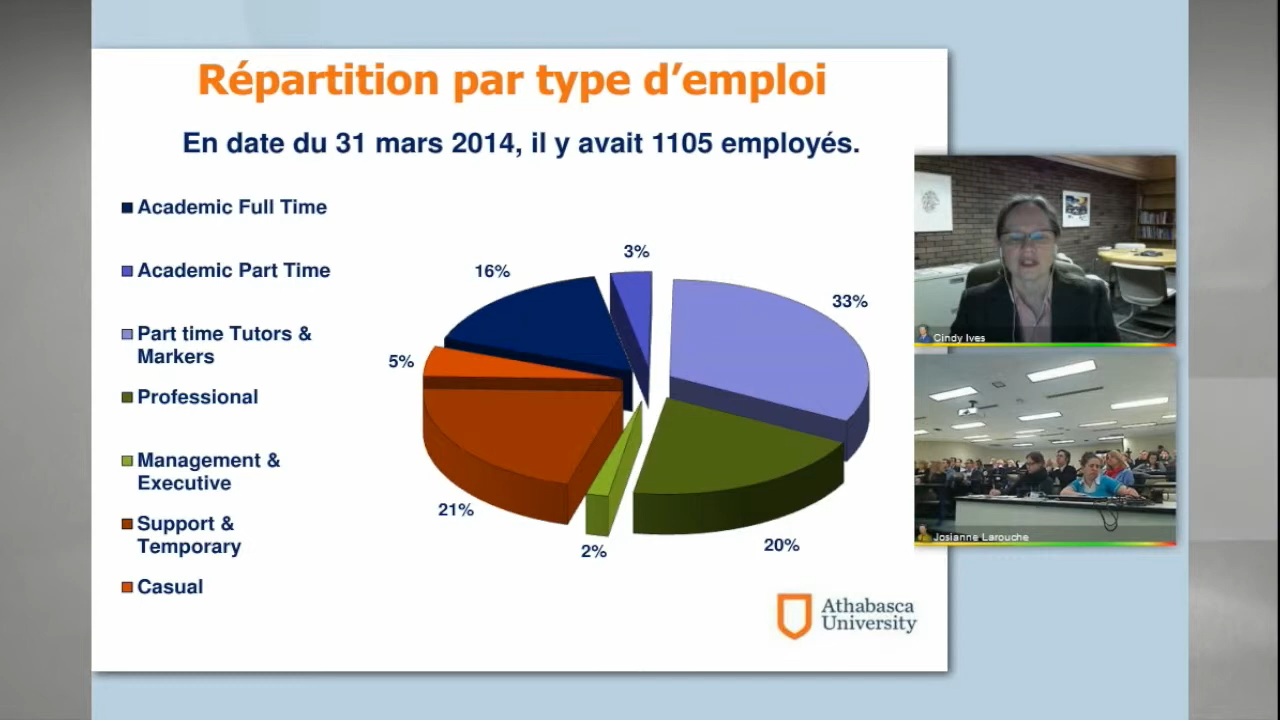 Répartition par type d'emploi
En date du 31 mars 2014, il y avait 1105 employés.
Academic Full Time
Academic Part Time
Part time Tutors &
Markers
Professional
Management &
Executive
Support &
Temporary
Casual
3%
16%
33%
5%
21%
2%
20%
Athabasca
University
Cindy Ives
Josianne Larouche